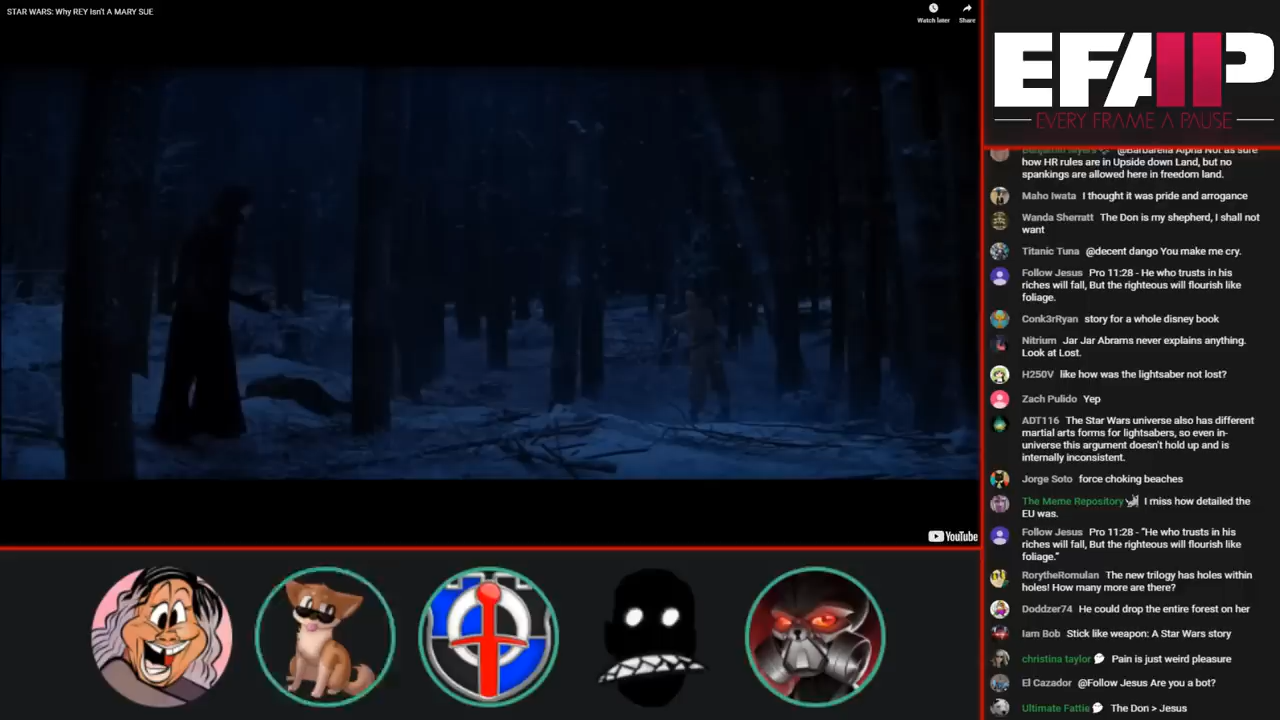 STAR WARS: Why REY Isn't A MARY SUE
Watch later
Share
YouTube
EFAP
EVERY FRAME A PAUSE
@Barbarella Alpha Not as sure
how HR rules are in Upside down Land, but no
spankings are allowed here in freedom land.
Maho Iwata I thought it was pride and arrogance
Wanda Sherratt The Don is my shepherd, I shall not
want
Titanic Tuna @decent dango You make me cry.
Follow Jesus Pro 11:28 - He who trusts in his
riches will fall, But the righteous will flourish like
foliage.
Conk3rRyan story for a whole disney book
Nitrium Jar Jar Abrams never explains anything.
Look at Lost.
H250V like how was the lightsaber not lost?
Zach Pulido Yep
ADT116 The Star Wars universe also has different
martial arts forms for lightsabers, so even in-
universe this argument doesn't hold up and is
internally inconsistent.
Jorge Soto force choking beaches
The Meme Repository I miss how detailed the
EU was.
Follow Jesus Pro 11:28 - "He who trusts in his
riches will fall, But the righteous will flourish like
foliage."
RorytheRomulan The new trilogy has holes within
holes! How many more are there?
Doddzer74 He could drop the entire forest on her
Iam Bob Stick like weapon: A Star Wars story
christina taylor Pain is just weird pleasure
El Cazador @Follow Jesus Are you a bot?
Ultimate Fattie The Don > Jesus